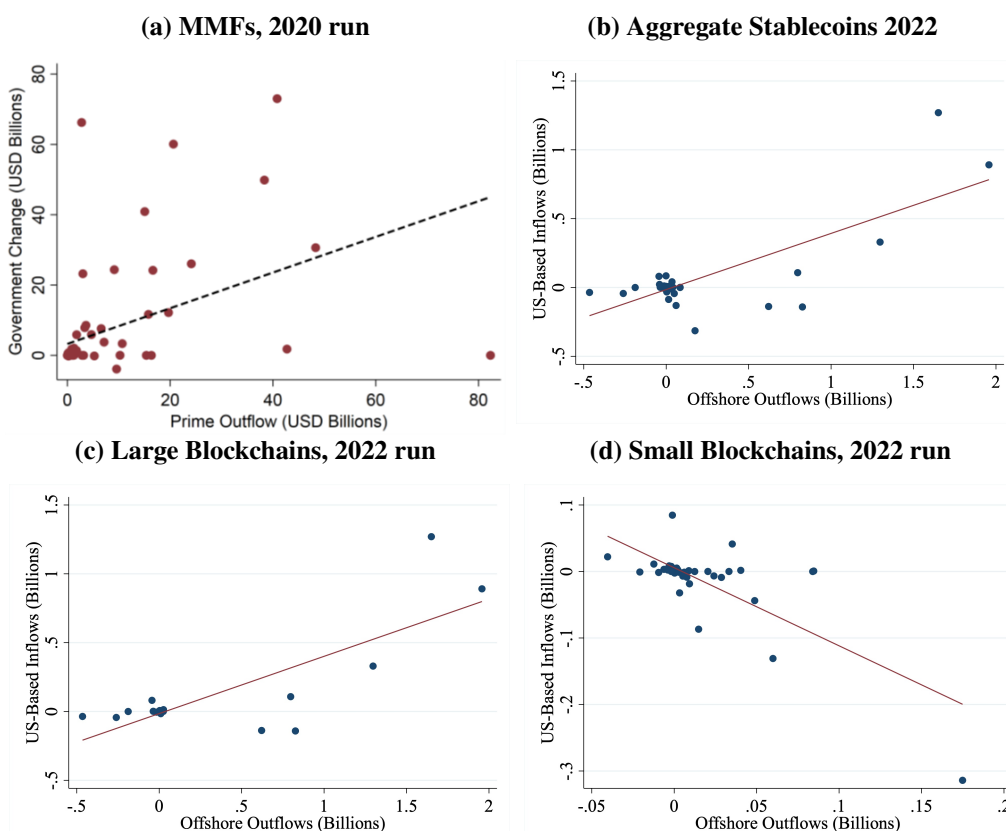 (a) MMFs, 2020 run
Government Change (USD Billions)
80
60
40
20
0
0 20 40 60 80
Prime Outflow (USD Billions)
(b) Aggregate Stablecoins 2022
US-Based Inflows (Billions)
1.5
1
.5
0
-.5
-.5 0 .5 1 1.5 2
Offshore Outflows (Billions)
(c) Large Blockchains, 2022 run
US-Based Inflows (Billions)
1.5
1
.5
0
-.5
-.5 0 .5 1 1.5 2
Offshore Outflows (Billions)
(d) Small Blockchains, 2022 run
US-Based Inflows (Billions)
.1
0
-.1
-.2
-.3
-.05 0 .05 .1 .15 .2
Offshore Outflows (Billions)